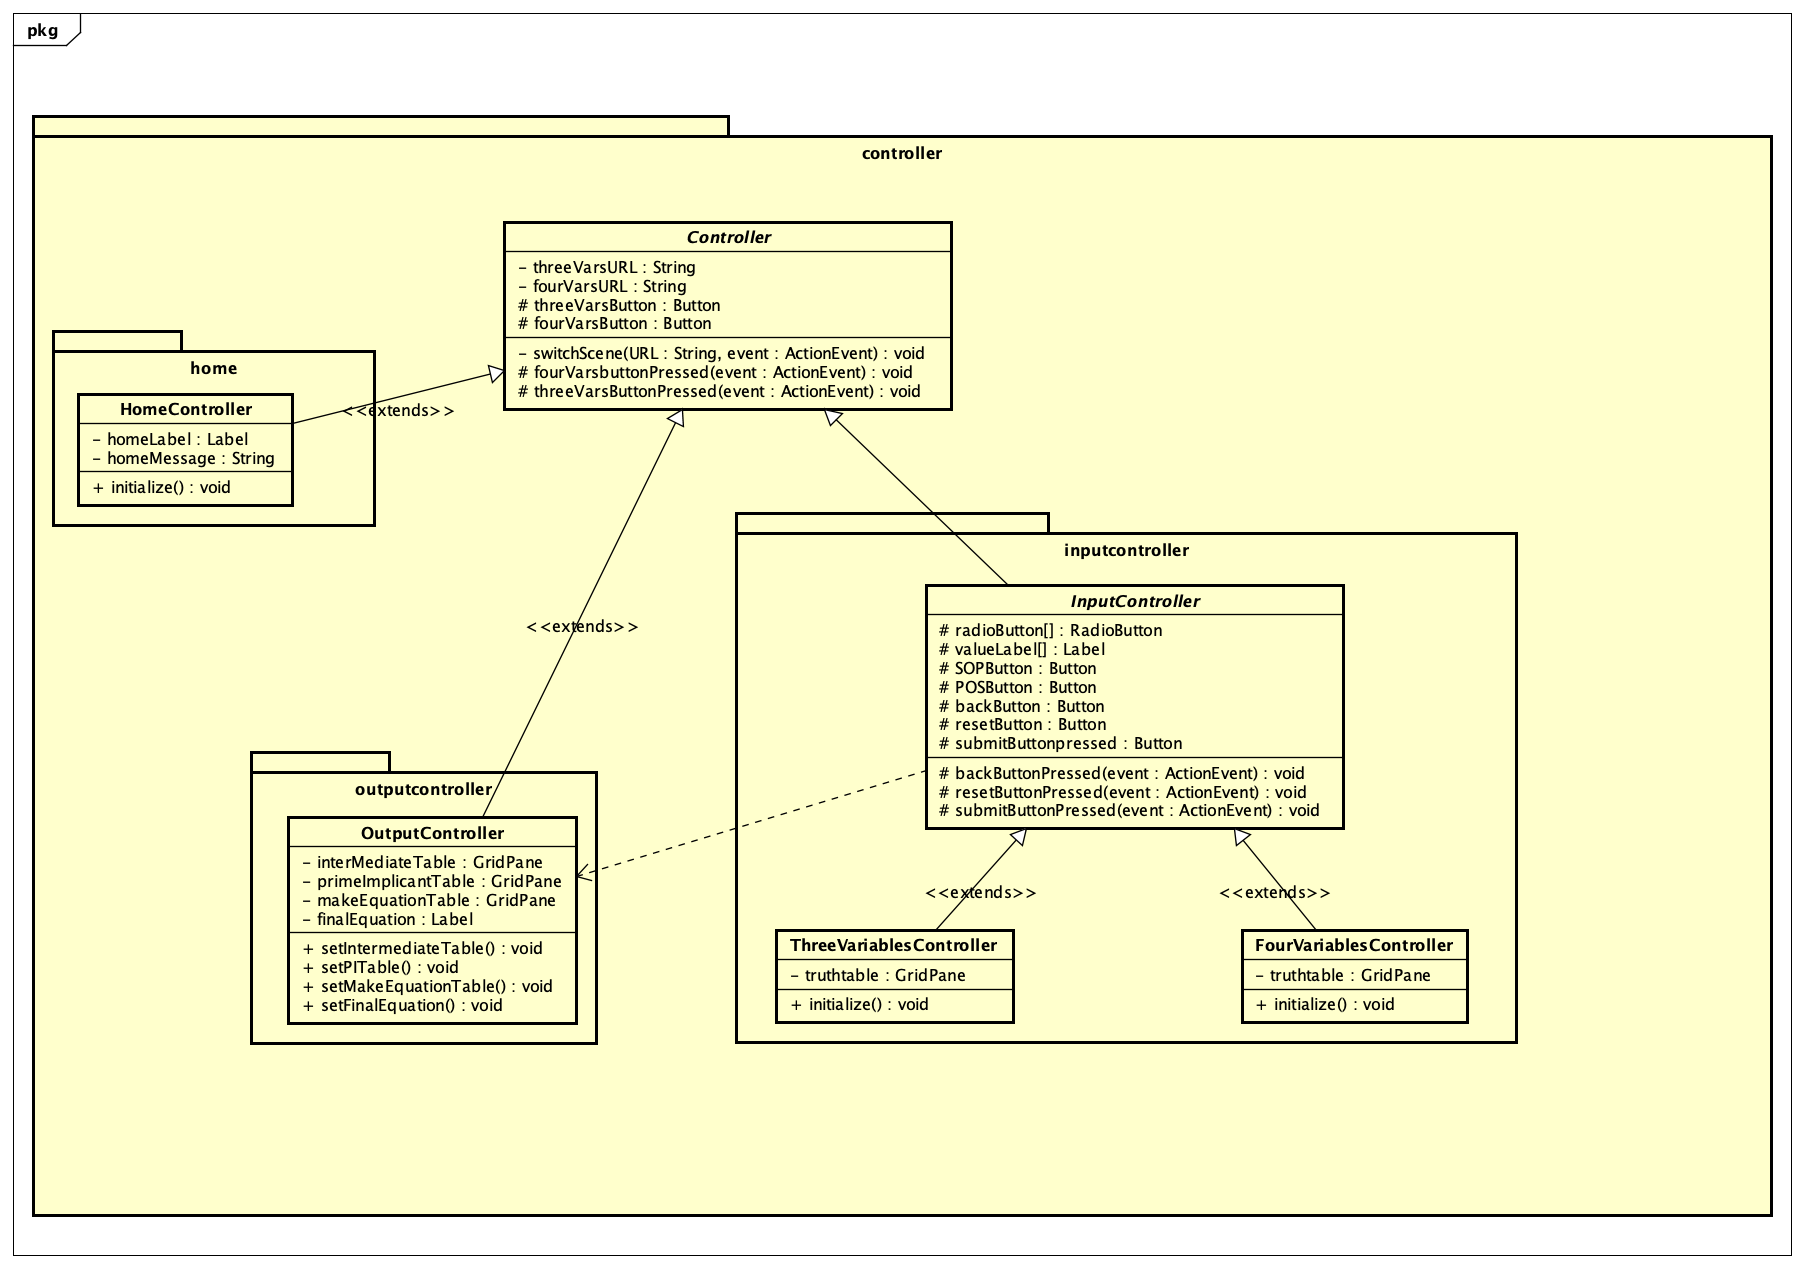 pkg
controller
Controller
- threeVarsURL : String
- fourVarsURL : String
# threeVarsButton : Button
# fourVarsButton : Button
- switchScene(URL : String, event : ActionEvent) : void
# fourVarsbuttonPressed(event : ActionEvent) : void
# threeVarsButtonPressed(event : ActionEvent) : void
home
HomeController
- homeLabel : Label
- homeMessage : String
+ initialize() : void
<<extends>>
<<extends>>
inputcontroller
InputController
# radioButton[] : RadioButton
# valueLabel[] : Label
# SOPButton : Button
# POSButton : Button
# backButton : Button
# resetButton : Button
# submitButtonpressed : Button
# backButtonPressed(event : ActionEvent) : void
# resetButtonPressed(event : ActionEvent) : void
# submitButtonPressed(event : ActionEvent) : void
outputcontroller
OutputController
- interMediateTable : GridPane
- primeImplicantTable : GridPane
- makeEquationTable : GridPane
- finalEquation : Label
+ setIntermediateTable() : void
+ setPITable() : void
+ setMakeEquationTable() : void
+ setFinalEquation() : void
<<extends>>
<<extends>>
ThreeVariablesController
- truthtable : GridPane
+ initialize() : void
FourVariablesController
- truthtable : GridPane
+ initialize() : void